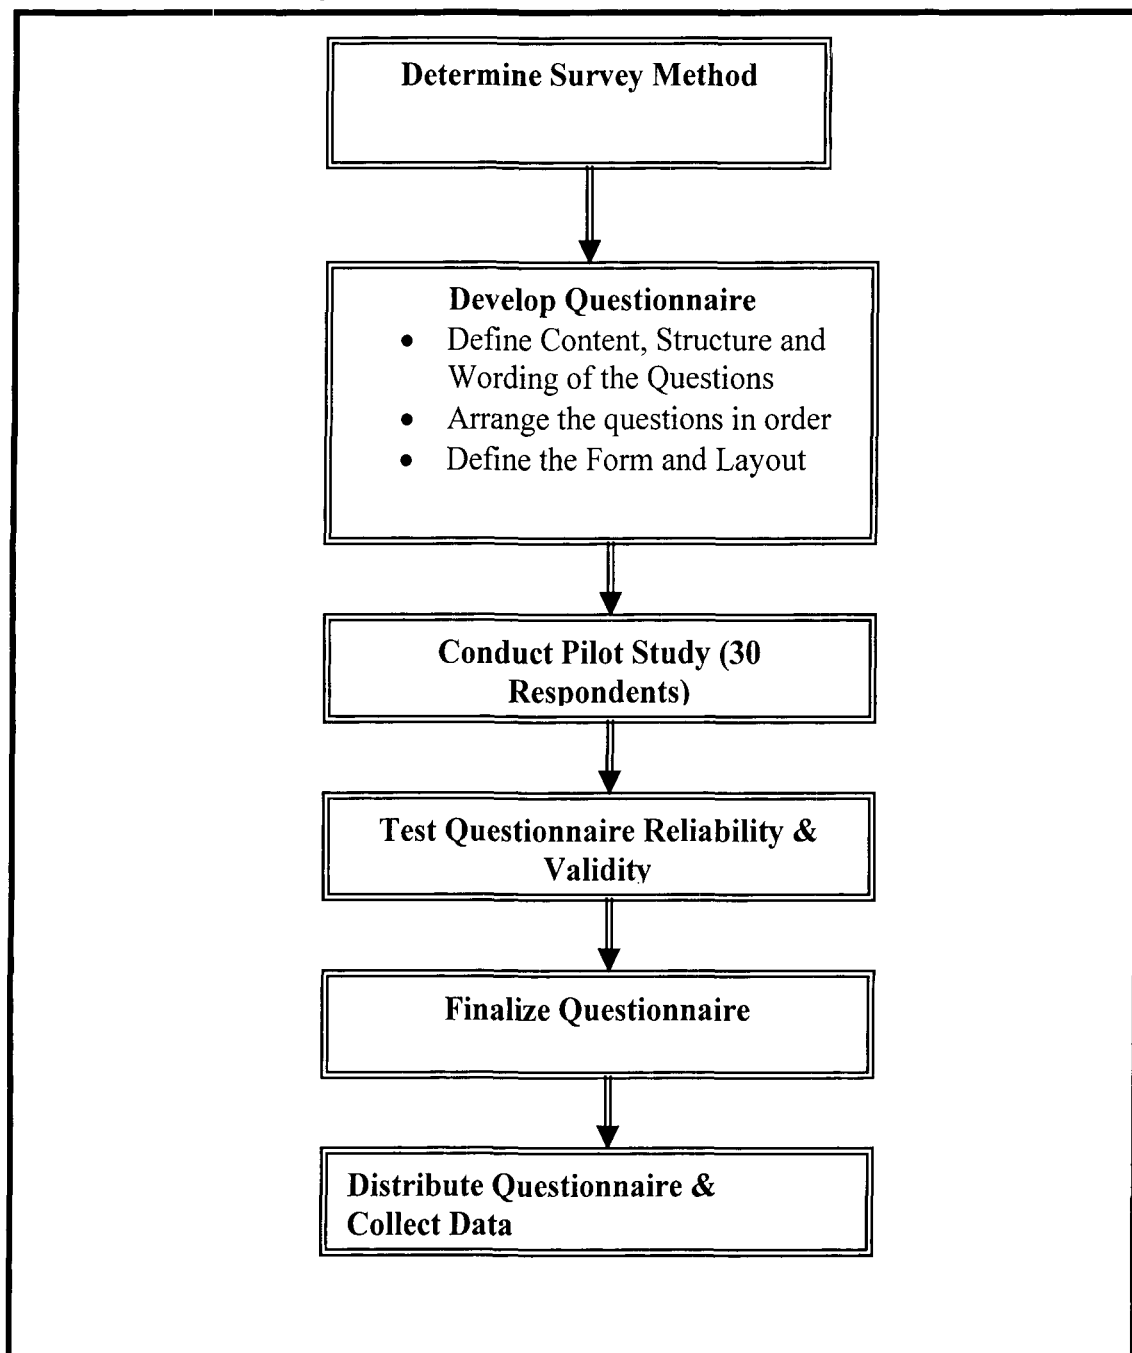 Determine Survey Method
Develop Questionnaire
• Define Content, Structure and
Wording of the Questions
• Arrange the questions in order
• Define the Form and Layout
Conduct Pilot Study (30
Respondents)
Test Questionnaire Reliability &
Validity
Finalize Questionnaire
Distribute Questionnaire &
Collect Data